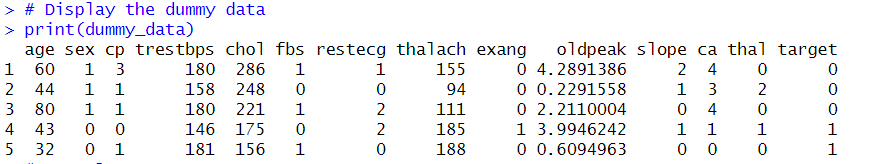 > # Display the dummy data
> print(dummy_data)
  age sex cp trestbps chol fbs restecg thalach exang   oldpeak slope ca thal target
1  60   1  3      180  286   1       1     155     0 4.2891386     2  4    0      0
2  44   1  1      158  248   0       0      94     0 0.2291558     1  3    2      0
3  80   1  1      180  221   1       2     111     0 2.2110004     0  4    0      0
4  43   0  0      146  175   0       2     185     1 3.9946242     1  1    1      1
5  32   0  1      181  156   1       0     188     0 0.6094963     0  0    0      1